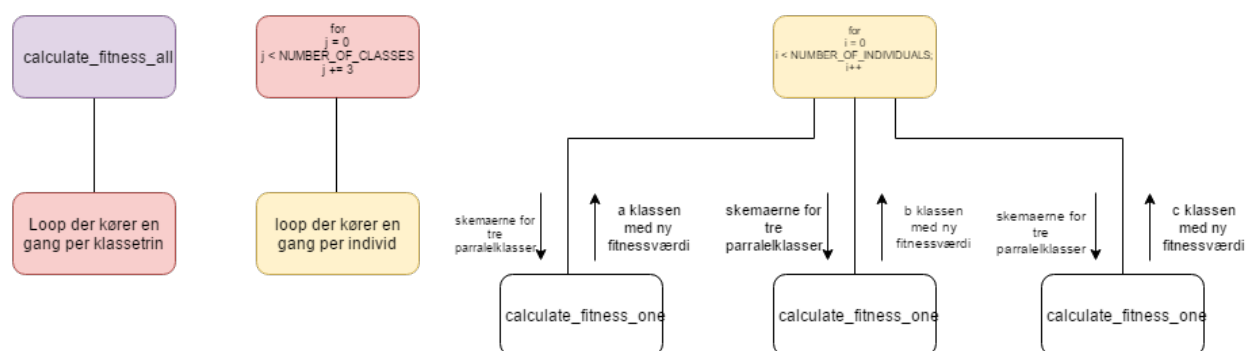 calculate_fitness_all
for
j = 0
j < NUMBER_OF_CLASSES
j += 3
for
i = 0
i < NUMBER_OF_INDIVIDUALS;
i++
Loop der kører en
gang per klassetrin
loop der kører en
gang per individ
skemaerne for
tre
parralelklasser
a klassen
med ny
fitnessværdi
skemaerne for
tre
parralelklasser
b klassen
med ny
fitnessværdi
skemaerne for
tre
parralelklasser
c klassen
med ny
fitnessværdi
calculate_fitness_one
calculate_fitness_one
calculate_fitness_one